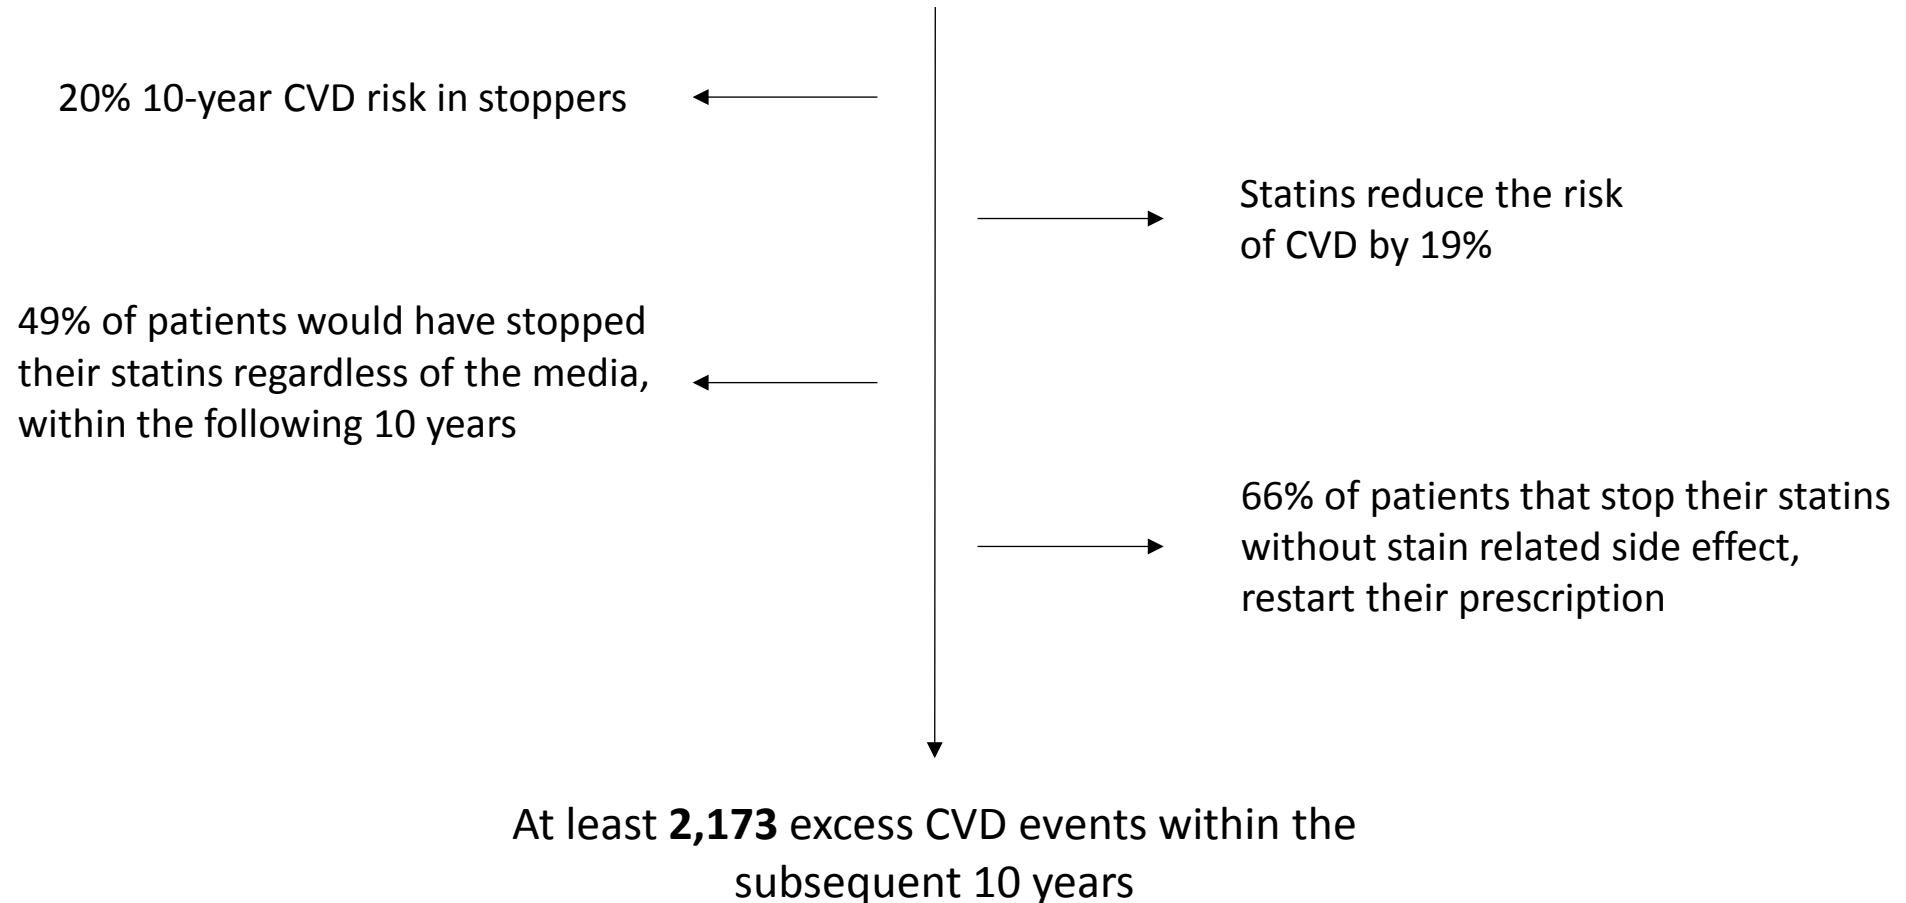 20% 10-year CVD risk in stoppers
Statins reduce the risk
of CVD by 19%
49% of patients would have stopped
their statins regardless of the media,
within the following 10 years
66% of patients that stop their statins
without stain related side effect,
restart their prescription
At least 2,173 excess CVD events within the
subsequent 10 years